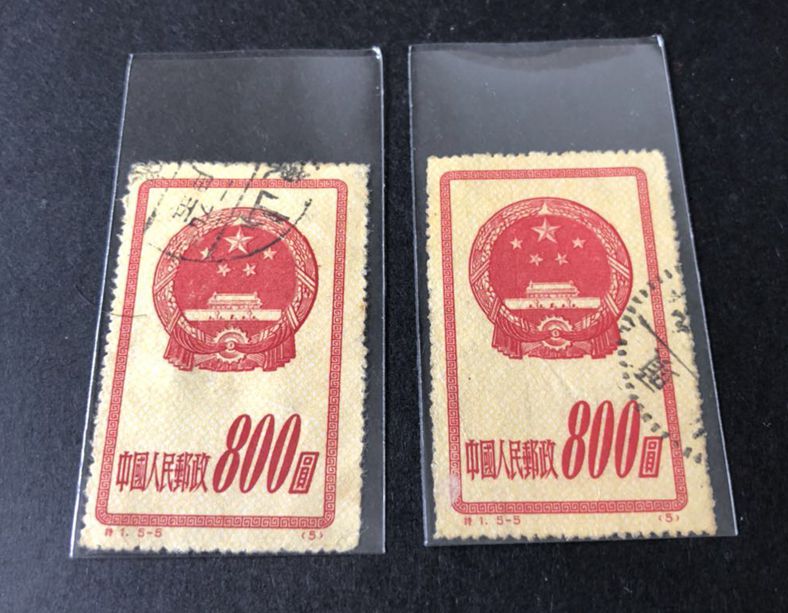 中國人民郵政 800圓
特 1. 5-5 (5)
中國人民郵政 800圓
特 1. 5-5 (5)